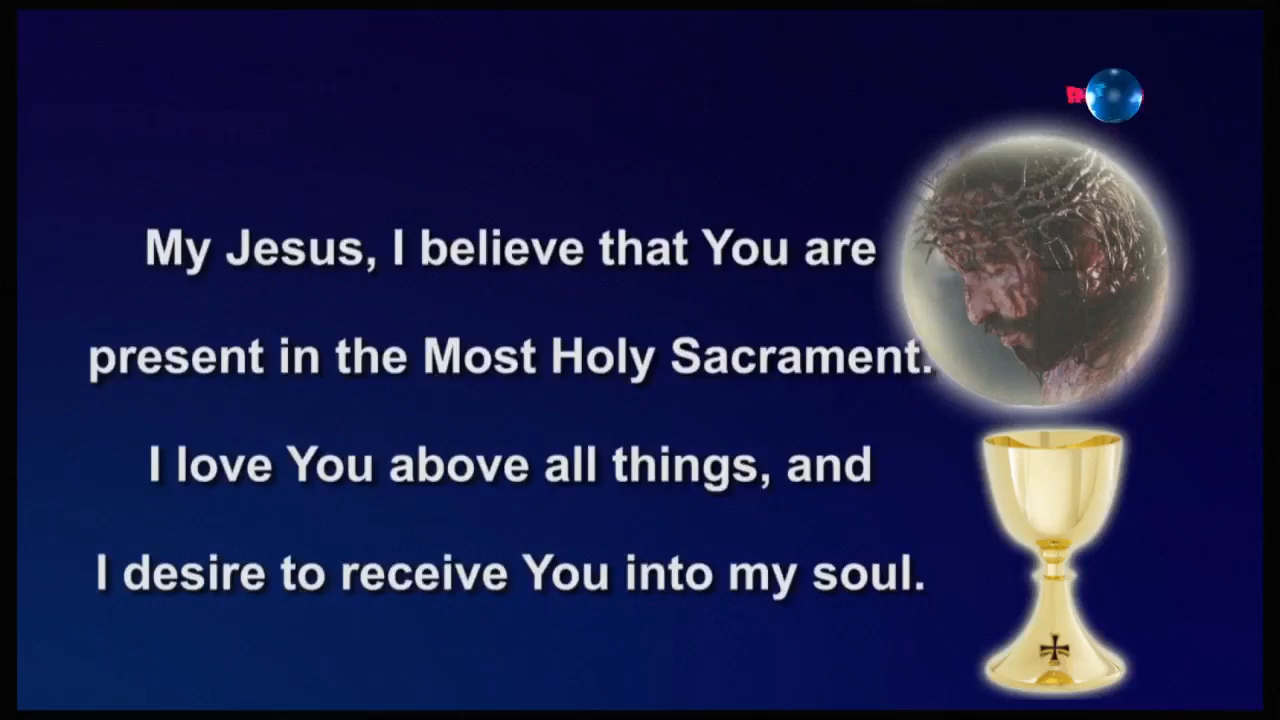 My Jesus, I believe that You are
present in the Most Holy Sacrament.
I love You above all things, and
I desire to receive You into my soul.